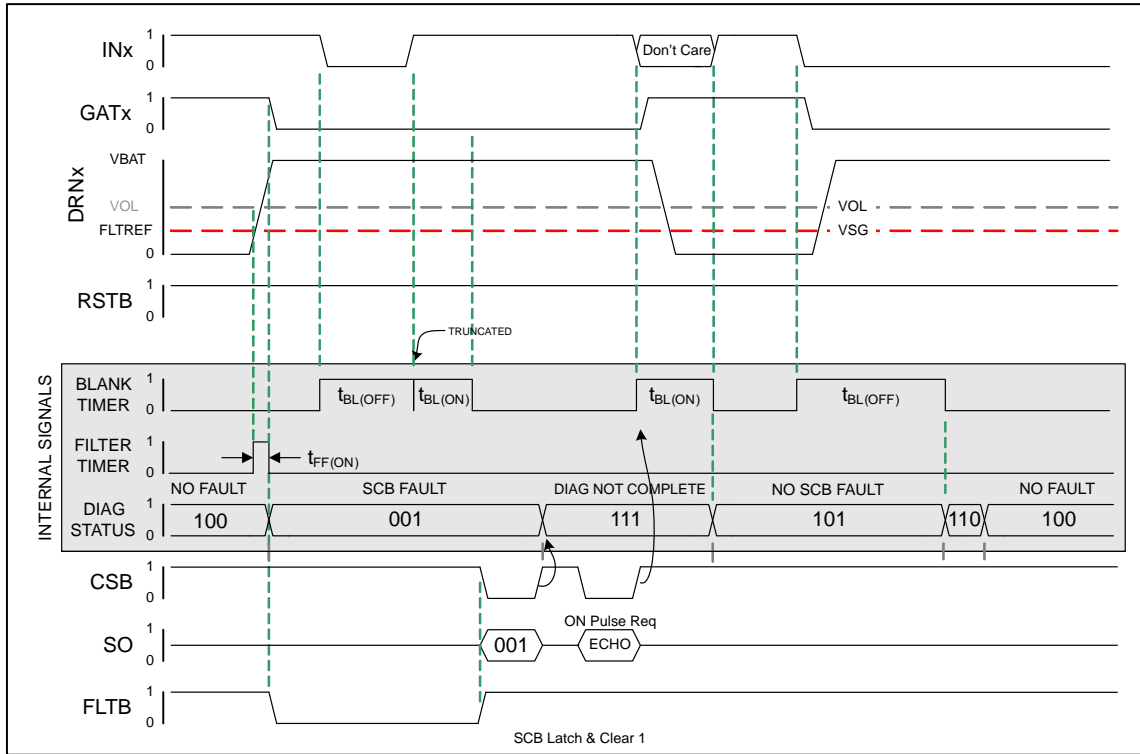 INx 1 0 Don't Care
GATx 1 0
DRNx VBAT
VOL VOL
FLTREF VSG
0
RSTB 1 0
TRUNCATED
INTERNAL SIGNALS
BLANK TIMER 1 0 tBL(OFF) tBL(ON) tBL(ON) tBL(OFF)
FILTER TIMER 1 0 tFF(ON)
NO FAULT SCB FAULT DIAG NOT COMPLETE NO SCB FAULT NO FAULT
DIAG STATUS 1 0 100 001 111 101 110 100
CSB 1 0
ON Pulse Req
SO 1 0 001 ECHO
FLTB 1 0
SCB Latch & Clear 1